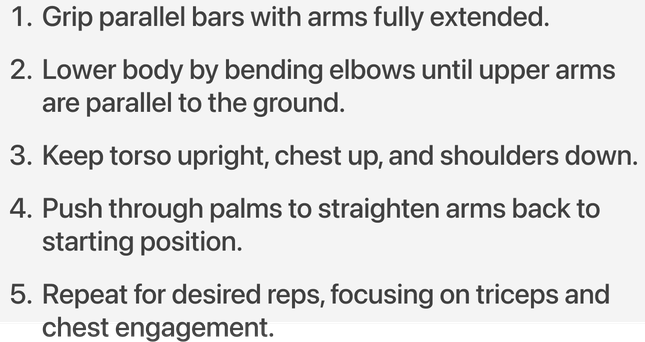 1. Grip parallel bars with arms fully extended.
2. Lower body by bending elbows until upper arms
are parallel to the ground.
3. Keep torso upright, chest up, and shoulders down.
4. Push through palms to straighten arms back to
starting position.
5. Repeat for desired reps, focusing on triceps and
chest engagement.